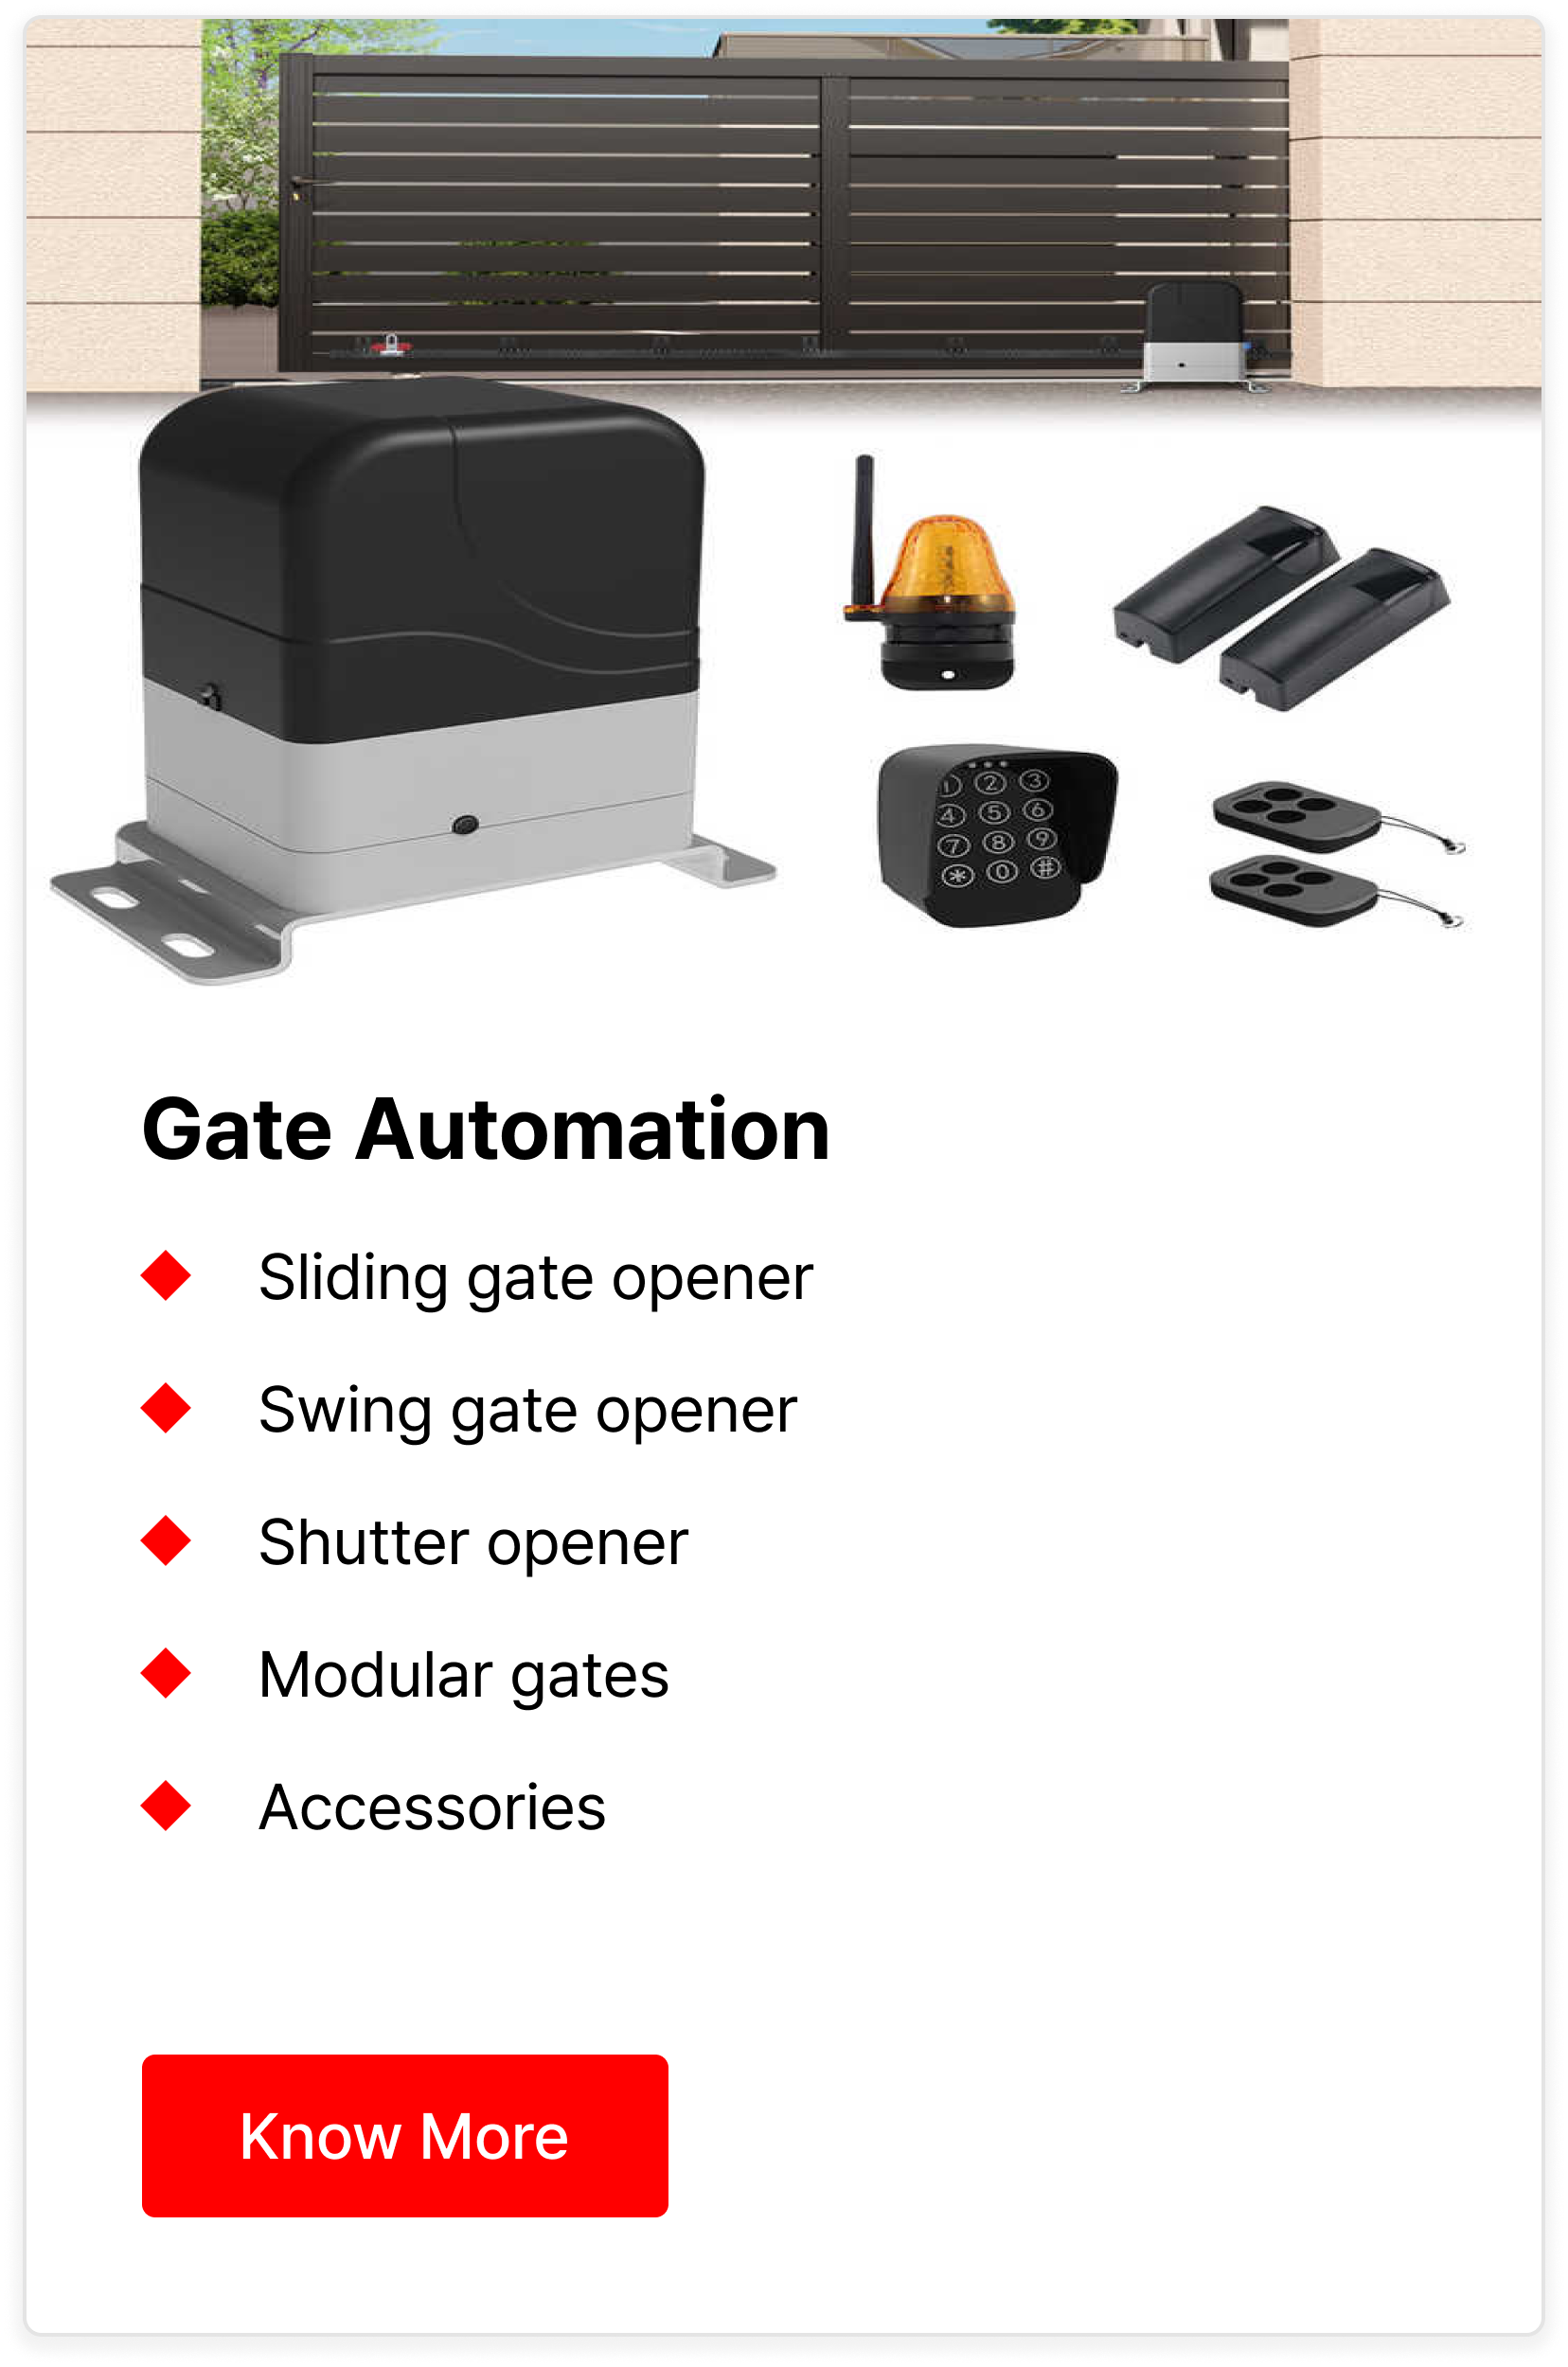 1 2 3
4 5 6
7 8 9
* 0 #
Gate Automation
Sliding gate opener
Swing gate opener
Shutter opener
Modular gates
Accessories
Know More